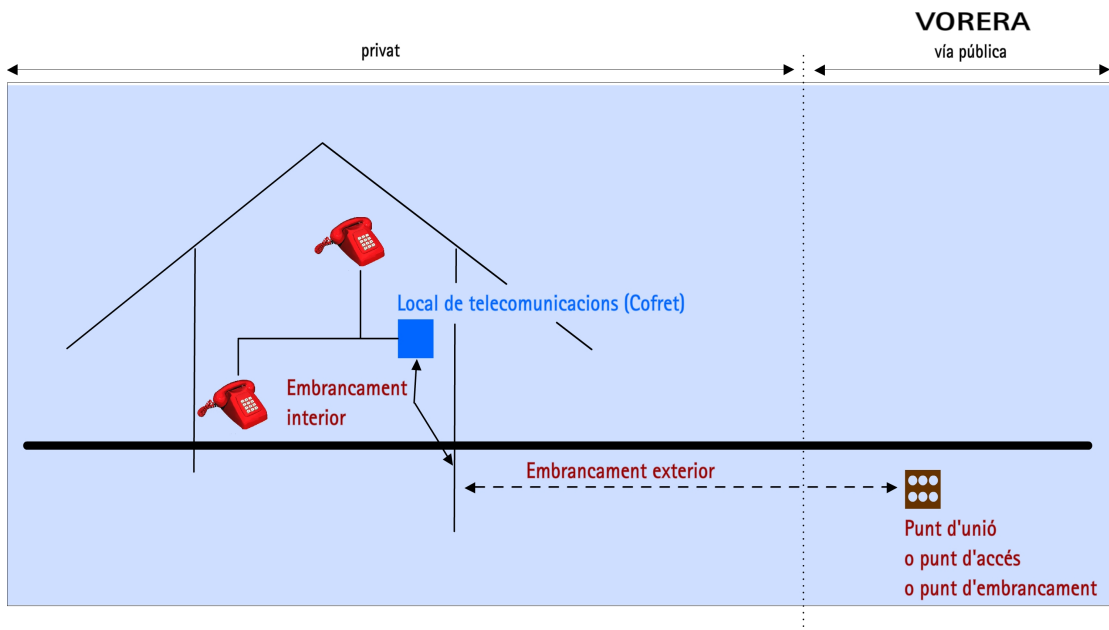 VORERA
privat
vía pública
Local de telecomunicacions (Cofret)
Embrancament
interior
Embrancament exterior
Punt d'unió
o punt d'accés
o punt d'embrancament